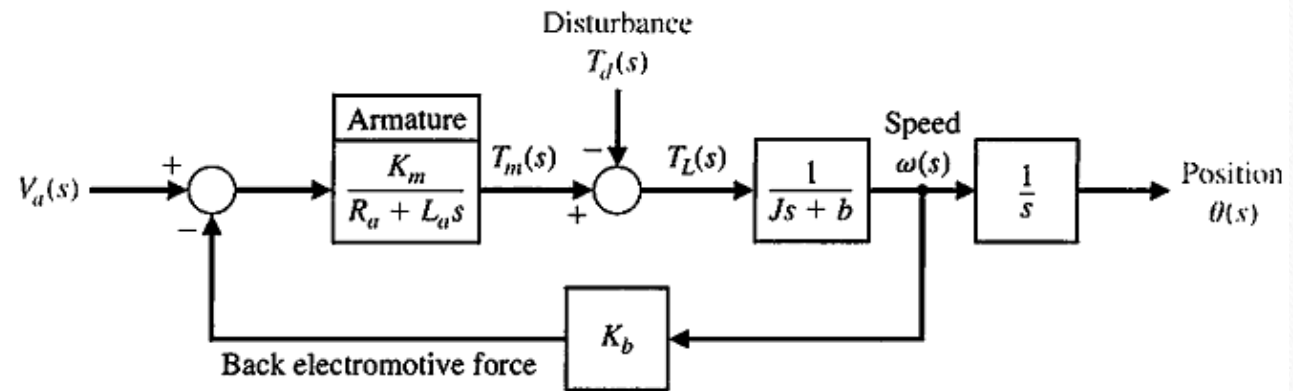 Disturbance
T_d(s)
Armature
Speed
K_m
T_m(s)
−
T_L(s)
1
ω(s)
1
Position
V_a(s)
+
R_a + L_a s
+
Js + b
s
θ(s)
−
K_b
Back electromotive force